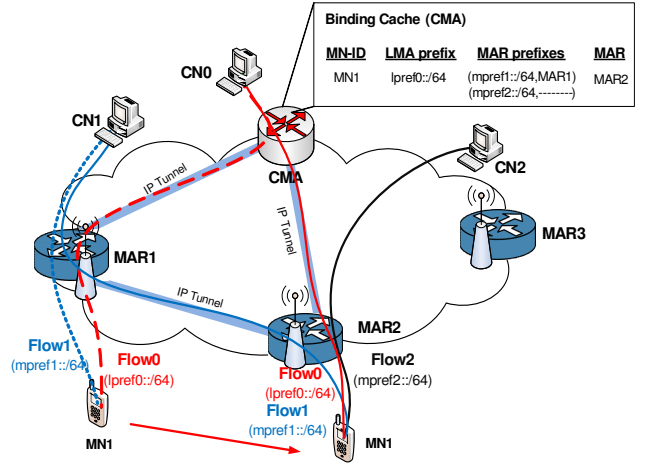 Binding Cache (CMA)
MN-ID LMA prefix MAR prefixes MAR
MN1 lpref0::/64 (mpref1::/64,MAR1) MAR2
(mpref2::/64,--------)
CN0
CN1
CMA
CN2
IP Tunnel
IP Tunnel
MAR1
MAR3
IP Tunnel
MAR2
Flow1
(mpref1::/64)
Flow0
(lpref0::/64)
Flow0
(lpref0::/64)
Flow2
(mpref2::/64)
Flow1
(mpref1::/64)
MN1
MN1